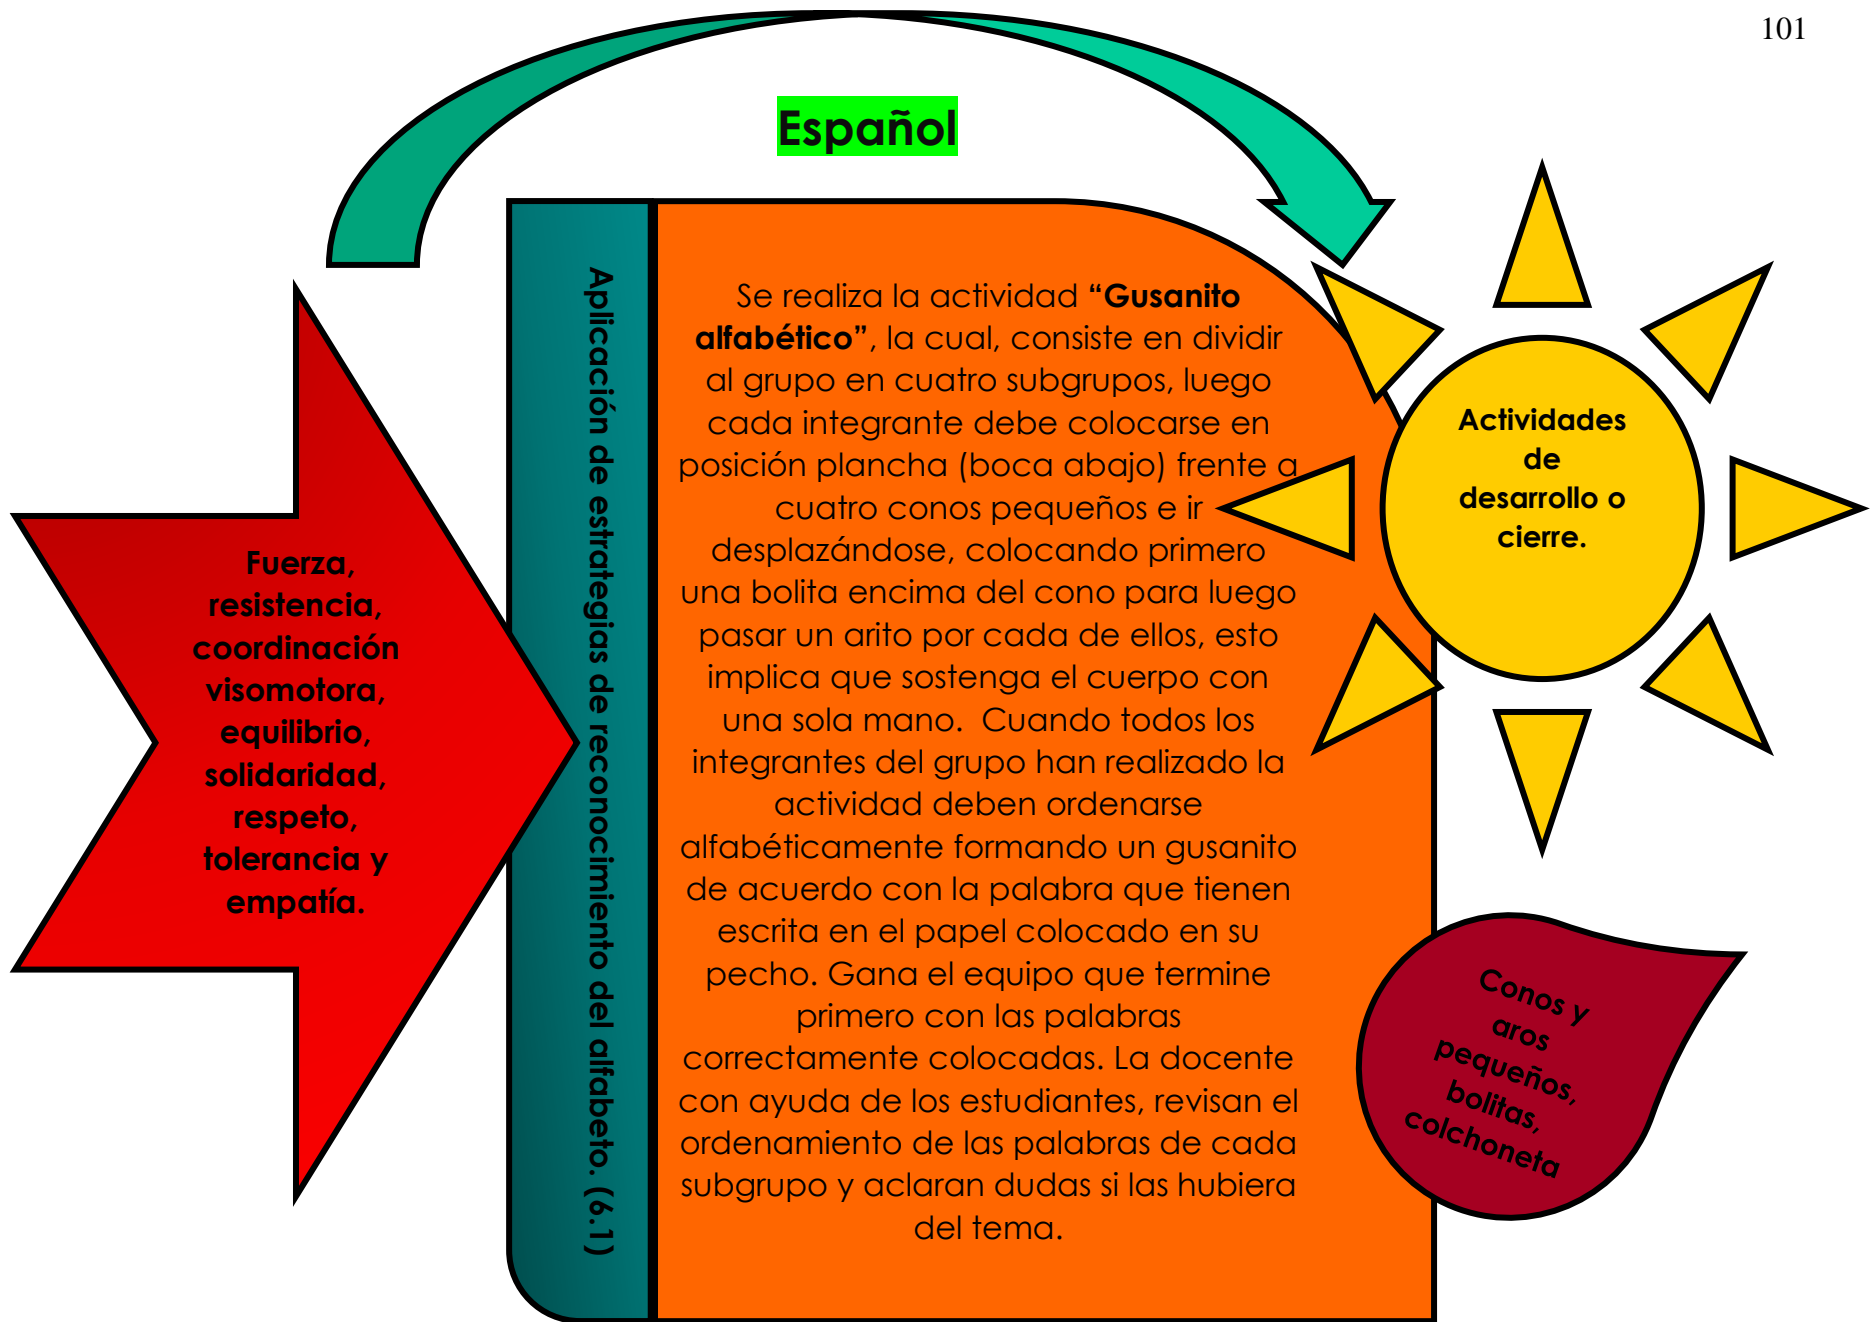 101
Español
Fuerza,
resistencia,
coordinación
visomotora,
equilibrio,
solidaridad,
respeto,
tolerancia y
empatía.
Aplicación de estrategias de reconocimiento del alfabeto. (6.1)
Se realiza la actividad “Gusanito
alfabético”, la cual, consiste en dividir
al grupo en cuatro subgrupos, luego
cada integrante debe colocarse en
posición plancha (boca abajo) frente a
cuatro conos pequeños e ir
desplazándose, colocando primero
una bolita encima del cono para luego
pasar un arito por cada de ellos, esto
implica que sostenga el cuerpo con
una sola mano.  Cuando todos los
integrantes del grupo han realizado la
actividad deben ordenarse
alfabéticamente formando un gusanito
de acuerdo con la palabra que tienen
escrita en el papel colocado en su
pecho. Gana el equipo que termine
primero con las palabras
correctamente colocadas. La docente
con ayuda de los estudiantes, revisan el
ordenamiento de las palabras de cada
subgrupo y aclaran dudas si las hubiera
del tema.
Actividades
de
desarrollo o
cierre.
Conos y
aros
pequeños,
bolitas,
colchoneta